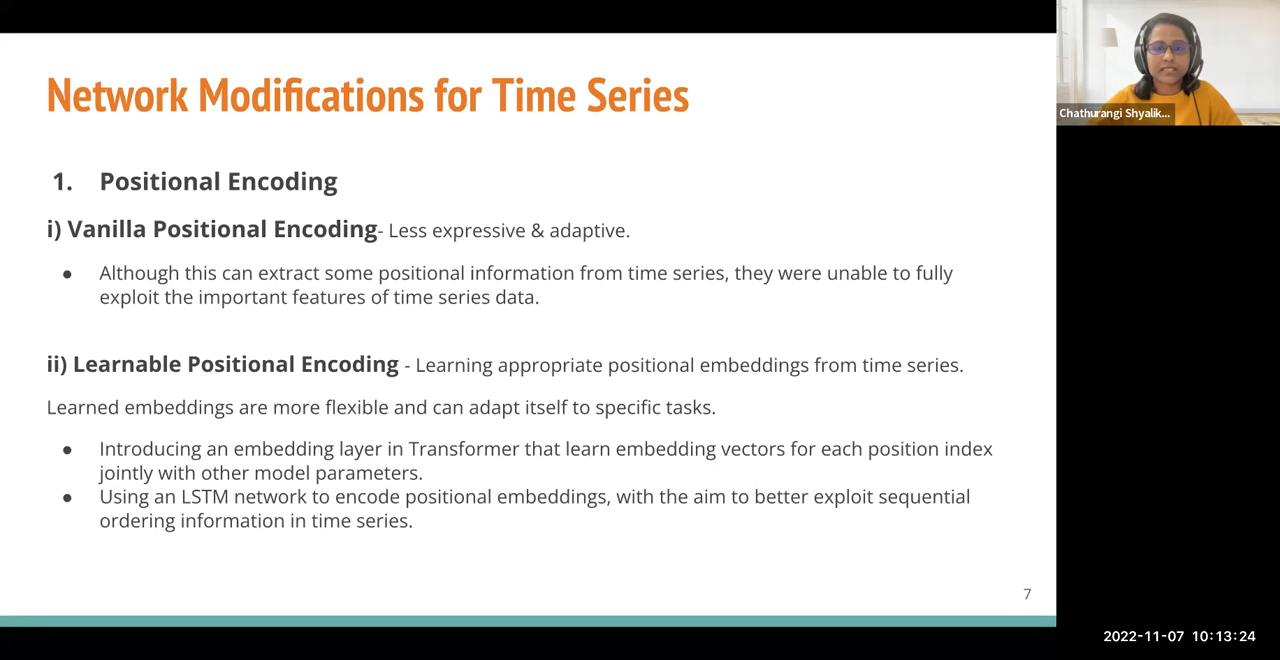 Network Modifications for Time Series
1. Positional Encoding
i) Vanilla Positional Encoding- Less expressive & adaptive.
● Although this can extract some positional information from time series, they were unable to fully
exploit the important features of time series data.
ii) Learnable Positional Encoding - Learning appropriate positional embeddings from time series.
Learned embeddings are more flexible and can adapt itself to specific tasks.
● Introducing an embedding layer in Transformer that learn embedding vectors for each position index
jointly with other model parameters.
● Using an LSTM network to encode positional embeddings, with the aim to better exploit sequential
ordering information in time series.
7
Chathurangi Shyalik...
2022-11-07 10:13:24